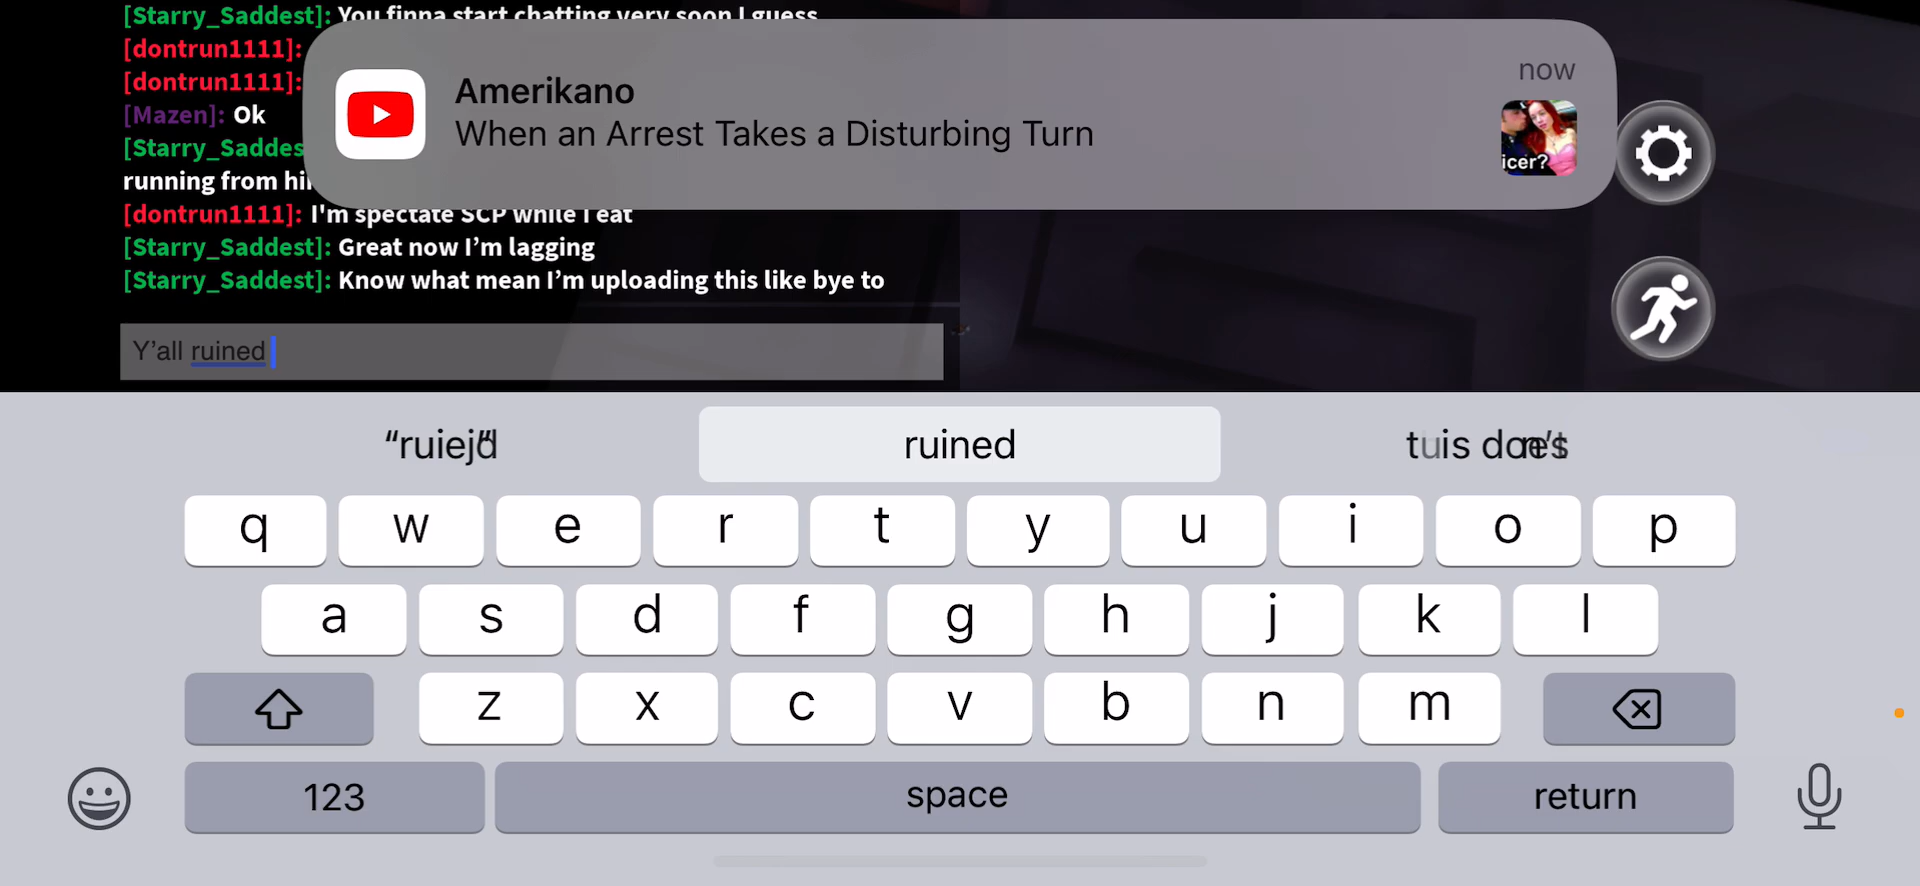 [Starry_Saddest]: You finna start chatting very soon I guess
[dontrun1111]:
[dontrun1111]:
[Mazen]: Ok
[Starry_Saddes
running from hi
[dontrun1111]: I'm spectate SCP while I eat
[Starry_Saddest]: Great now I'm lagging
[Starry_Saddest]: Know what mean I'm uploading this like bye to
Amerikano
now
When an Arrest Takes a Disturbing Turn
icer?
Y'all ruined
ruined
q w e r t y u i o p
a s d f g h j k l
z x c v b n m
123 space return